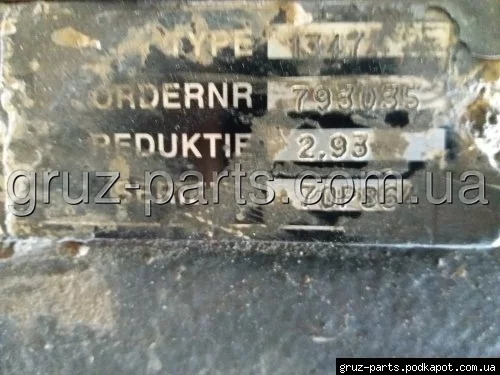 TYPE 1347
ORDERNR 793035
REDUKTIE 2.93
gruz-parts.com.ua
gruz-parts.podkapot.com.ua